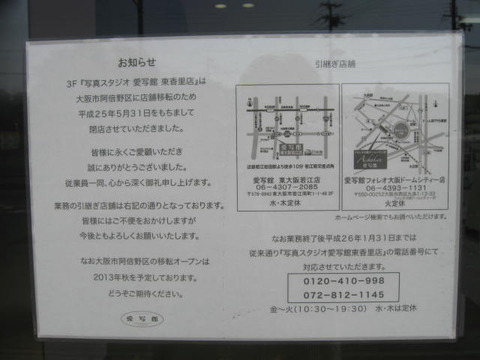 お知らせ
3F『写真スタジオ 愛写館 東香里店』は
大阪市阿倍野区に店舗移転のため
平成25年5月31日をもちまして
閉店させていただきました。
皆様に永くご愛顧いただき
誠にありがとうございました。
従業員一同、心から深く御礼申し上げます。
業務の引継ぎ店舗は右記の通りとなっております。
皆様にはご不便をおかけしますが
今後ともよろしくお願いいたします。
なお大阪市阿倍野区の移転オープンは
2013年秋を予定しております。
どうぞご期待ください。
愛写館
引継ぎ店舗
愛写館
愛写館 東大阪若江店
06-4307-2085
水・木定休
愛写館フォレオ大阪ドームシティー店
06-4393-1131
火定休
ホームページ検索でもお調べいただけます。
なお業務終了後平成26年1月31日までは
従来通り『写真スタジオ愛写館東香里店』の電話番号にて
対応させていただきます。
0120-410-998
072-812-1145
金~火(10:30~19:30) 水・木は定休